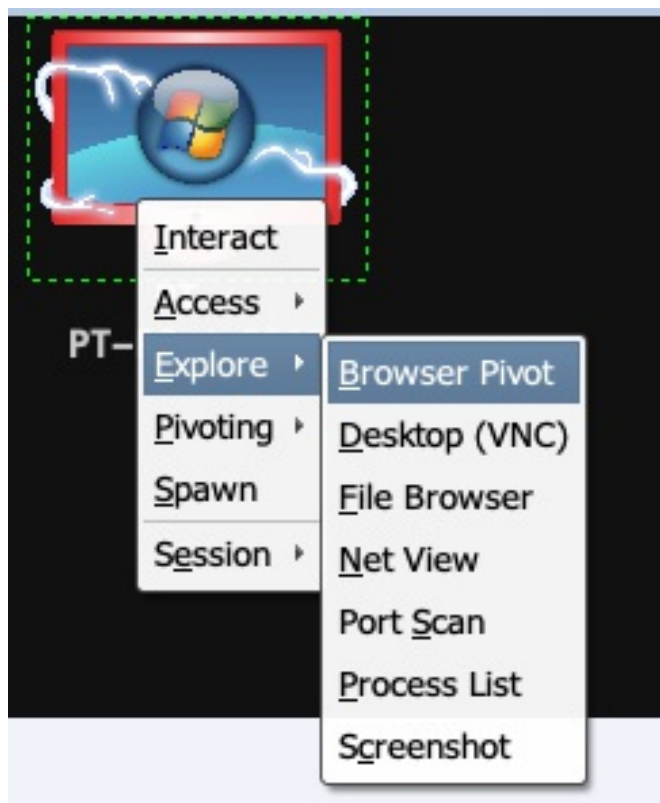 Interact
Access
PT-
Explore
Browser Pivot
Pivoting
Desktop (VNC)
Spawn
File Browser
Session
Net View
Port Scan
Process List
Screenshot